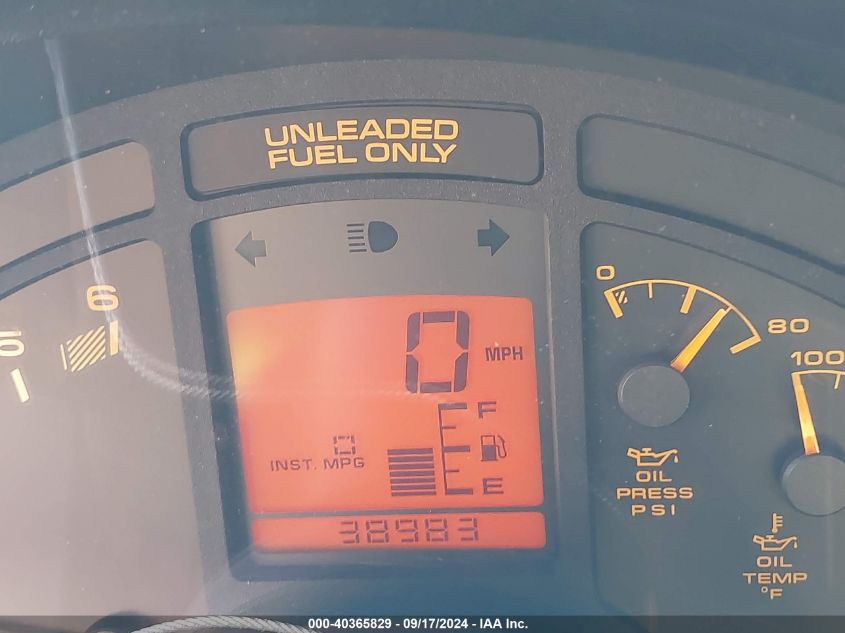 UNLEADED
FUEL ONLY
5
6
0
MPH
F
0
INST. MPG
E
38983
0
80
OIL
PRESS
PSI
100
OIL
TEMP
°F
000-40365829 - 09/17/2024 - IAA Inc.